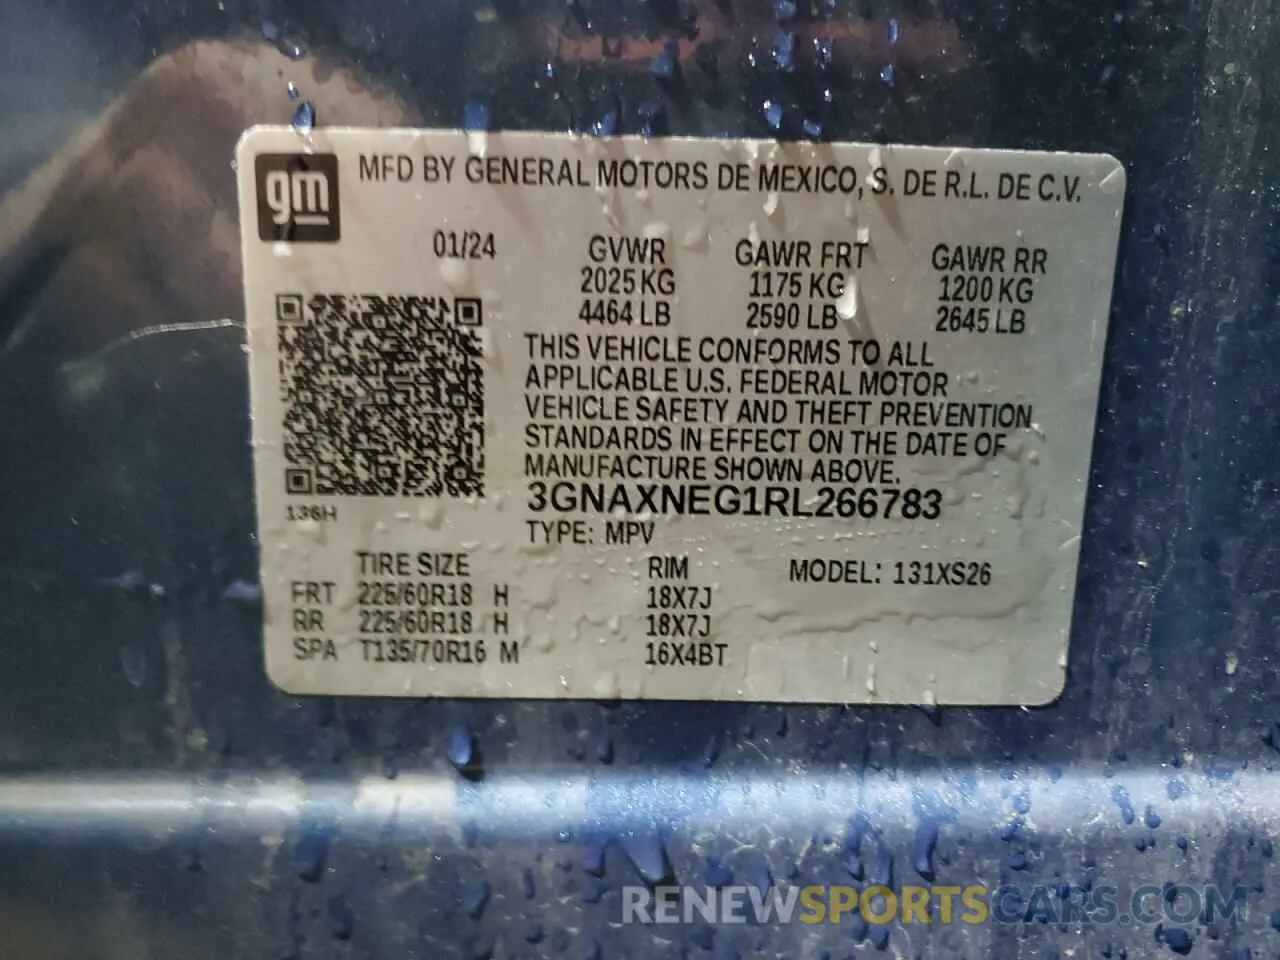 gm
MFD BY GENERAL MOTORS DE MEXICO, S. DE R.L. DE C.V.
01/24 GVWR GAWR FRT GAWR RR
2025 KG 1175 KG 1200 KG
4464 LB 2590 LB 2645 LB
THIS VEHICLE CONFORMS TO ALL
APPLICABLE U.S. FEDERAL MOTOR
VEHICLE SAFETY AND THEFT PREVENTION
STANDARDS IN EFFECT ON THE DATE OF
MANUFACTURE SHOWN ABOVE.
3GNAXNEG1RL266783
136H
TYPE: MPV
TIRE SIZE RIM MODEL: 131XS26
FRT 225/60R18 H 18X7J
RR 225/60R18 H 18X7J
SPA T135/70R16 M 16X4BT
RENEWSPORTSCARS.COM